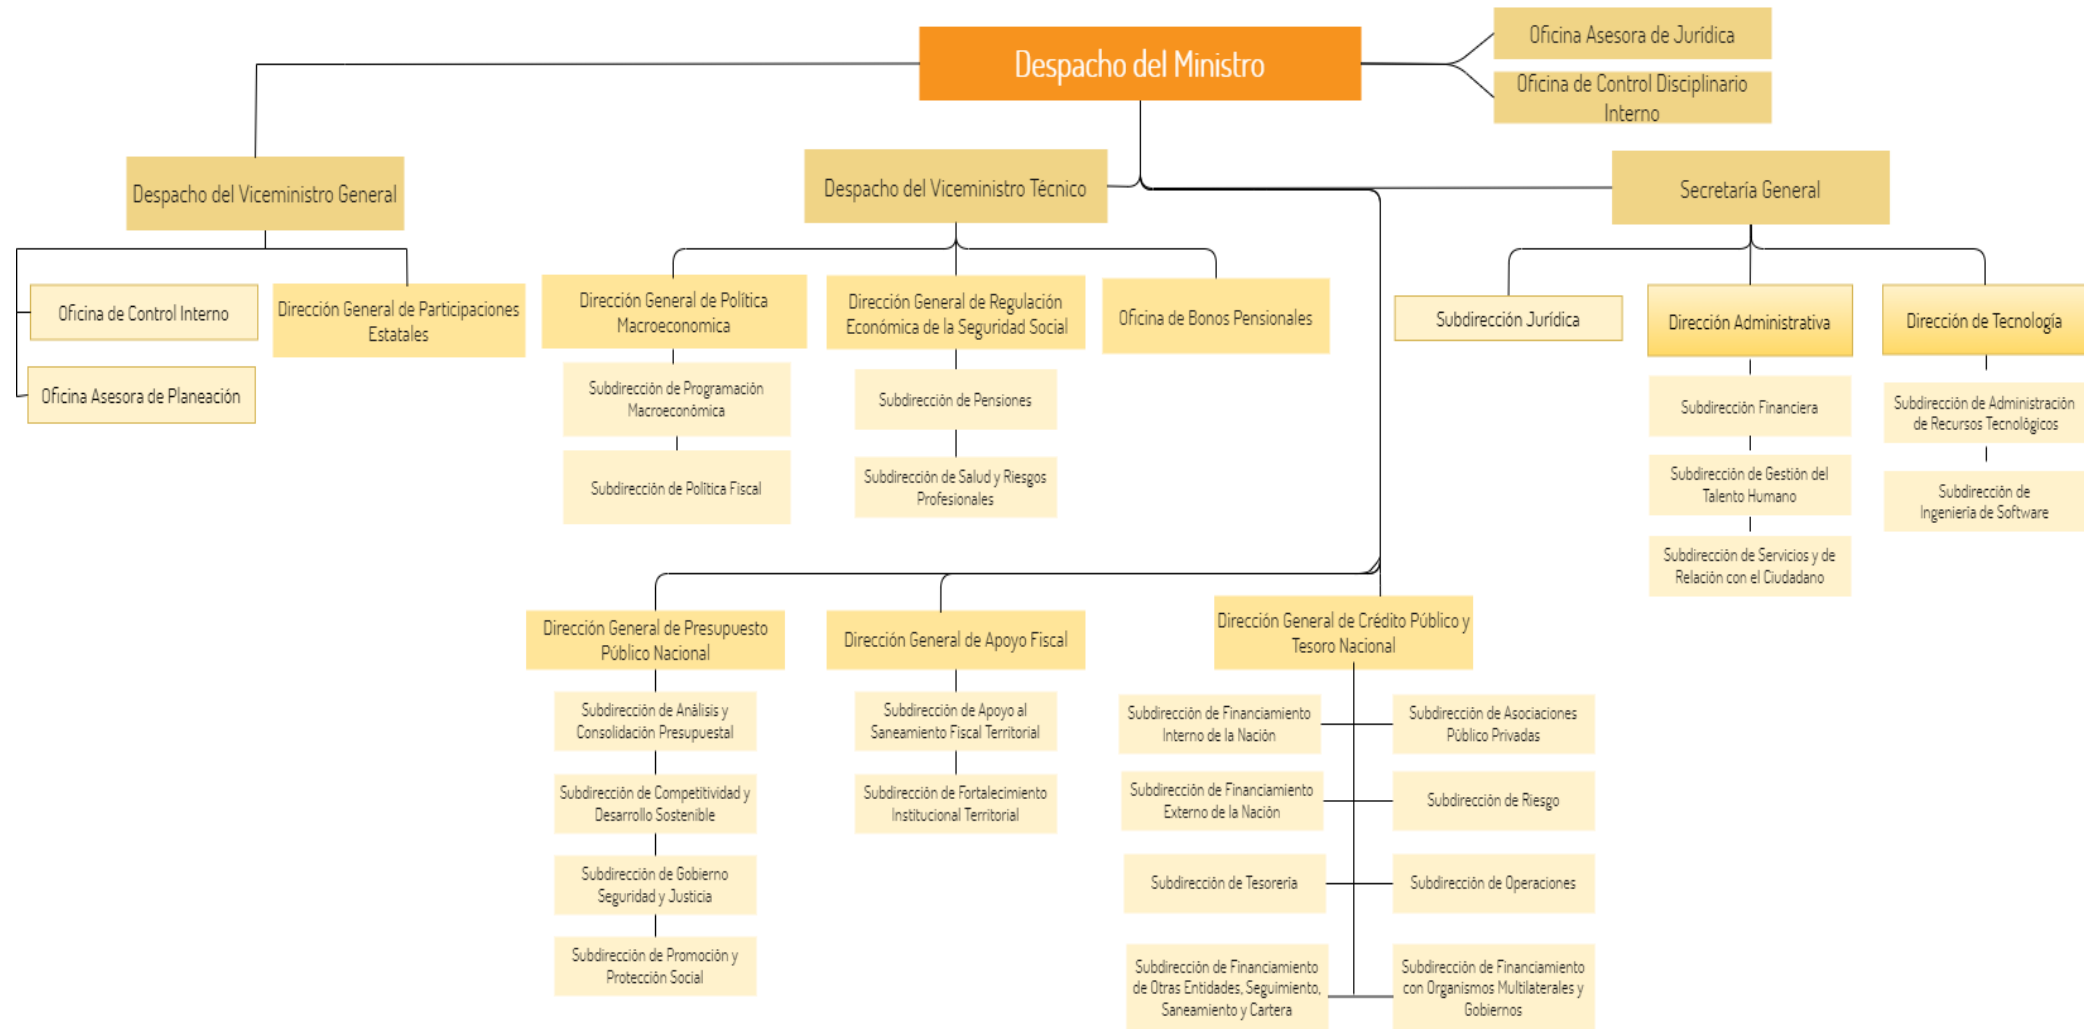 Despacho del Ministro
Oficina Asesora de Jurídica
Oficina de Control Disciplinario
Interno
Despacho del Viceministro General
Despacho del Viceministro Técnico
Secretaría General
Oficina de Control Interno
Dirección General de Participaciones
Estatales
Oficina Asesora de Planeación
Dirección General de Política
Macroeconomica
Subdirección de Programación
Macroeconómica
Subdirección de Política Fiscal
Dirección General de Regulación
Económica de la Seguridad Social
Subdirección de Pensiones
Subdirección de Salud y Riesgos
Profesionales
Oficina de Bonos Pensionales
Subdirección Jurídica
Dirección Administrativa
Subdirección Financiera
Subdirección de Gestión del
Talento Humano
Subdirección de Servicios y de
Relación con el Ciudadano
Dirección de Tecnología
Subdirección de Administración
de Recursos Tecnológicos
Subdirección de
Ingeniería de Software
Dirección General de Presupuesto
Público Nacional
Subdirección de Análisis y
Consolidación Presupuestal
Subdirección de Competitividad y
Desarrollo Sostenible
Subdirección de Gobierno
Seguridad y Justicia
Subdirección de Promoción y
Protección Social
Dirección General de Apoyo Fiscal
Subdirección de Apoyo al
Saneamiento Fiscal Territorial
Subdirección de Fortalecimiento
Institucional Territorial
Dirección General de Crédito Público y
Tesoro Nacional
Subdirección de Financiamiento
Interno de la Nación
Subdirección de Asociaciones
Público Privadas
Subdirección de Financiamiento
Externo de la Nación
Subdirección de Riesgo
Subdirección de Tesorería
Subdirección de Operaciones
Subdirección de Financiamiento
de Otras Entidades, Seguimiento,
Saneamiento y Cartera
Subdirección de Financiamiento
con Organismos Multilaterales y
Gobiernos